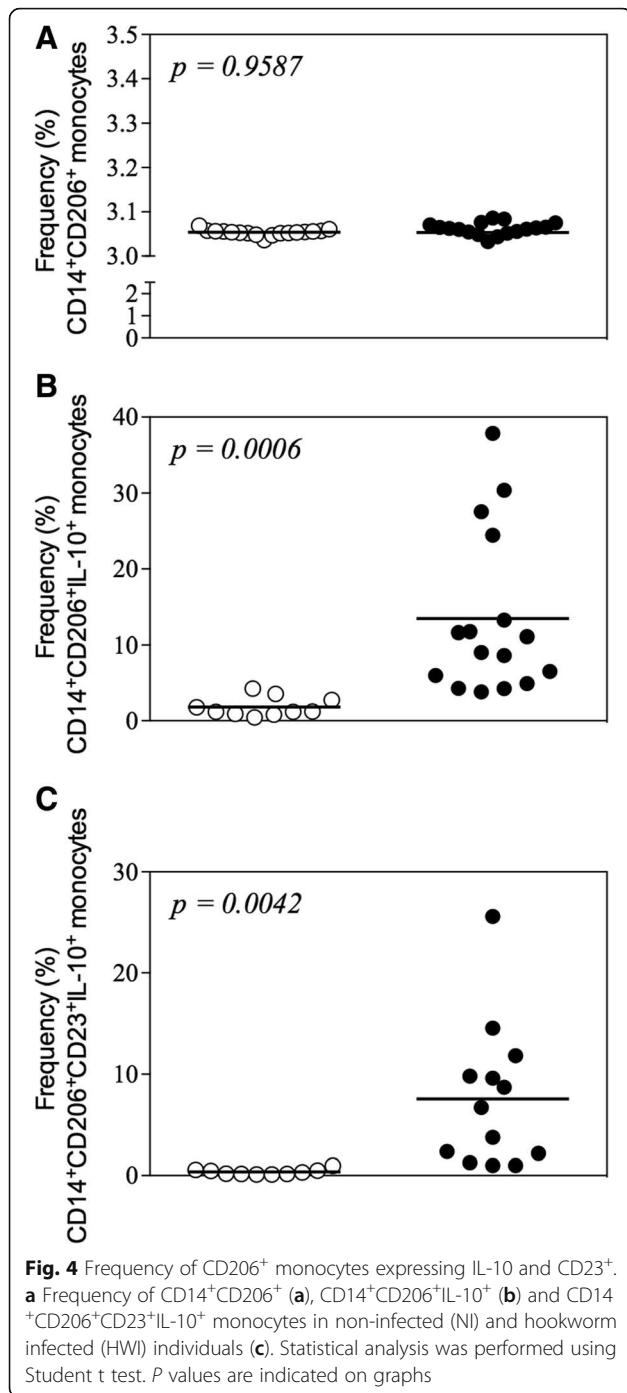 A
3.5
3.4
3.3
3.2
3.1
3.0
2
1
0
Frequency (%)
CD14⁺CD206⁺ monocytes
p = 0.9587
B
40
30
20
10
0
Frequency (%)
CD14⁺CD206⁺IL-10⁺ monocytes
p = 0.0006
C
30
20
10
0
Frequency (%)
CD14⁺CD206⁺CD23⁺IL-10⁺ monocytes
p = 0.0042
Fig. 4 Frequency of CD206⁺ monocytes expressing IL-10 and CD23⁺.
a Frequency of CD14⁺CD206⁺ (a), CD14⁺CD206⁺IL-10⁺ (b) and CD14
⁺CD206⁺CD23⁺IL-10⁺ monocytes in non-infected (NI) and hookworm
infected (HWI) individuals (c). Statistical analysis was performed using
Student t test. P values are indicated on graphs